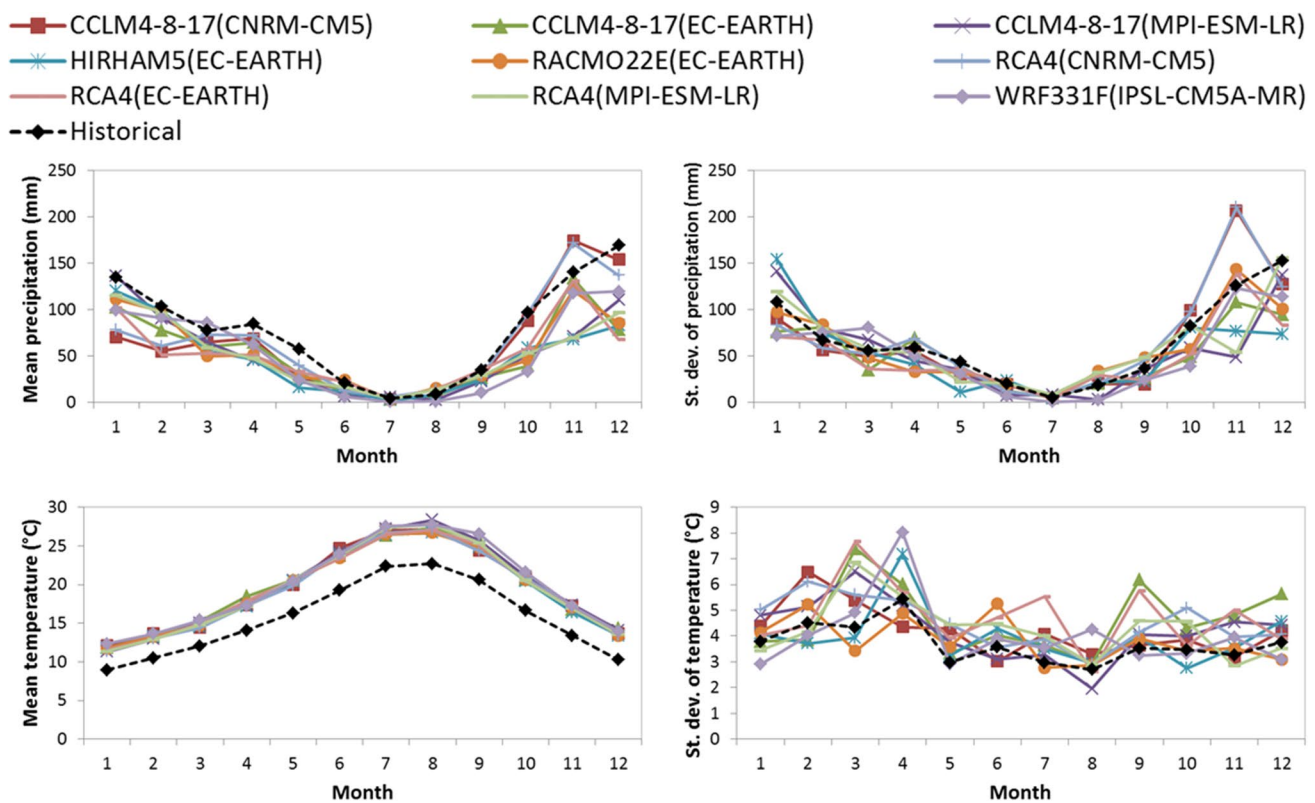 CCLM4-8-17(CNRM-CM5) CCLM4-8-17(EC-EARTH) CCLM4-8-17(MPI-ESM-LR)
HIRHAM5(EC-EARTH) RACMO22E(EC-EARTH) RCA4(CNRM-CM5)
RCA4(EC-EARTH) RCA4(MPI-ESM-LR) WRF331F(IPSL-CM5A-MR)
Historical
Mean precipitation (mm)
250
200
150
100
50
0
1 2 3 4 5 6 7 8 9 10 11 12
Month
St. dev. of precipitation (mm)
250
200
150
100
50
0
1 2 3 4 5 6 7 8 9 10 11 12
Month
Mean temperature (°C)
30
25
20
15
10
5
0
1 2 3 4 5 6 7 8 9 10 11 12
Month
St. dev. of temperature (°C)
9
8
7
6
5
4
3
2
1
0
1 2 3 4 5 6 7 8 9 10 11 12
Month